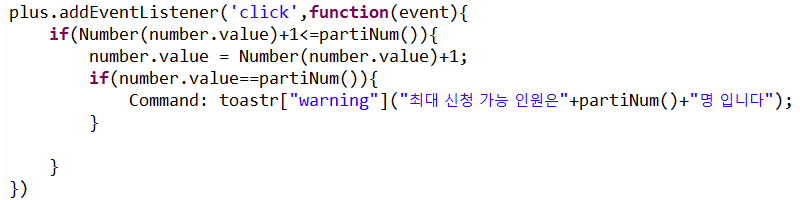 plus.addEventListener('click',function(event){
    if(Number(number.value)+1<=partiNum()){
        number.value = Number(number.value)+1;
        if(number.value==partiNum()){
            Command: toastr["warning"]("최대 신청 가능 인원은"+partiNum()+"명 입니다");
        }
    }
})